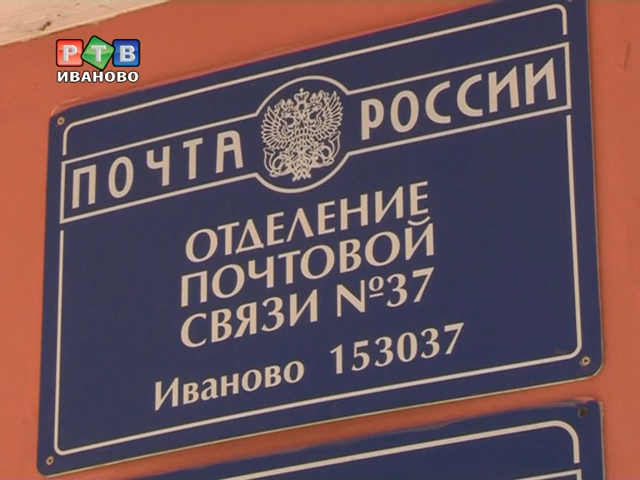 РТВ
ИВАНОВО
ПОЧТА РОССИИ
ОТДЕЛЕНИЕ
ПОЧТОВОЙ
СВЯЗИ №37
Иваново 153037